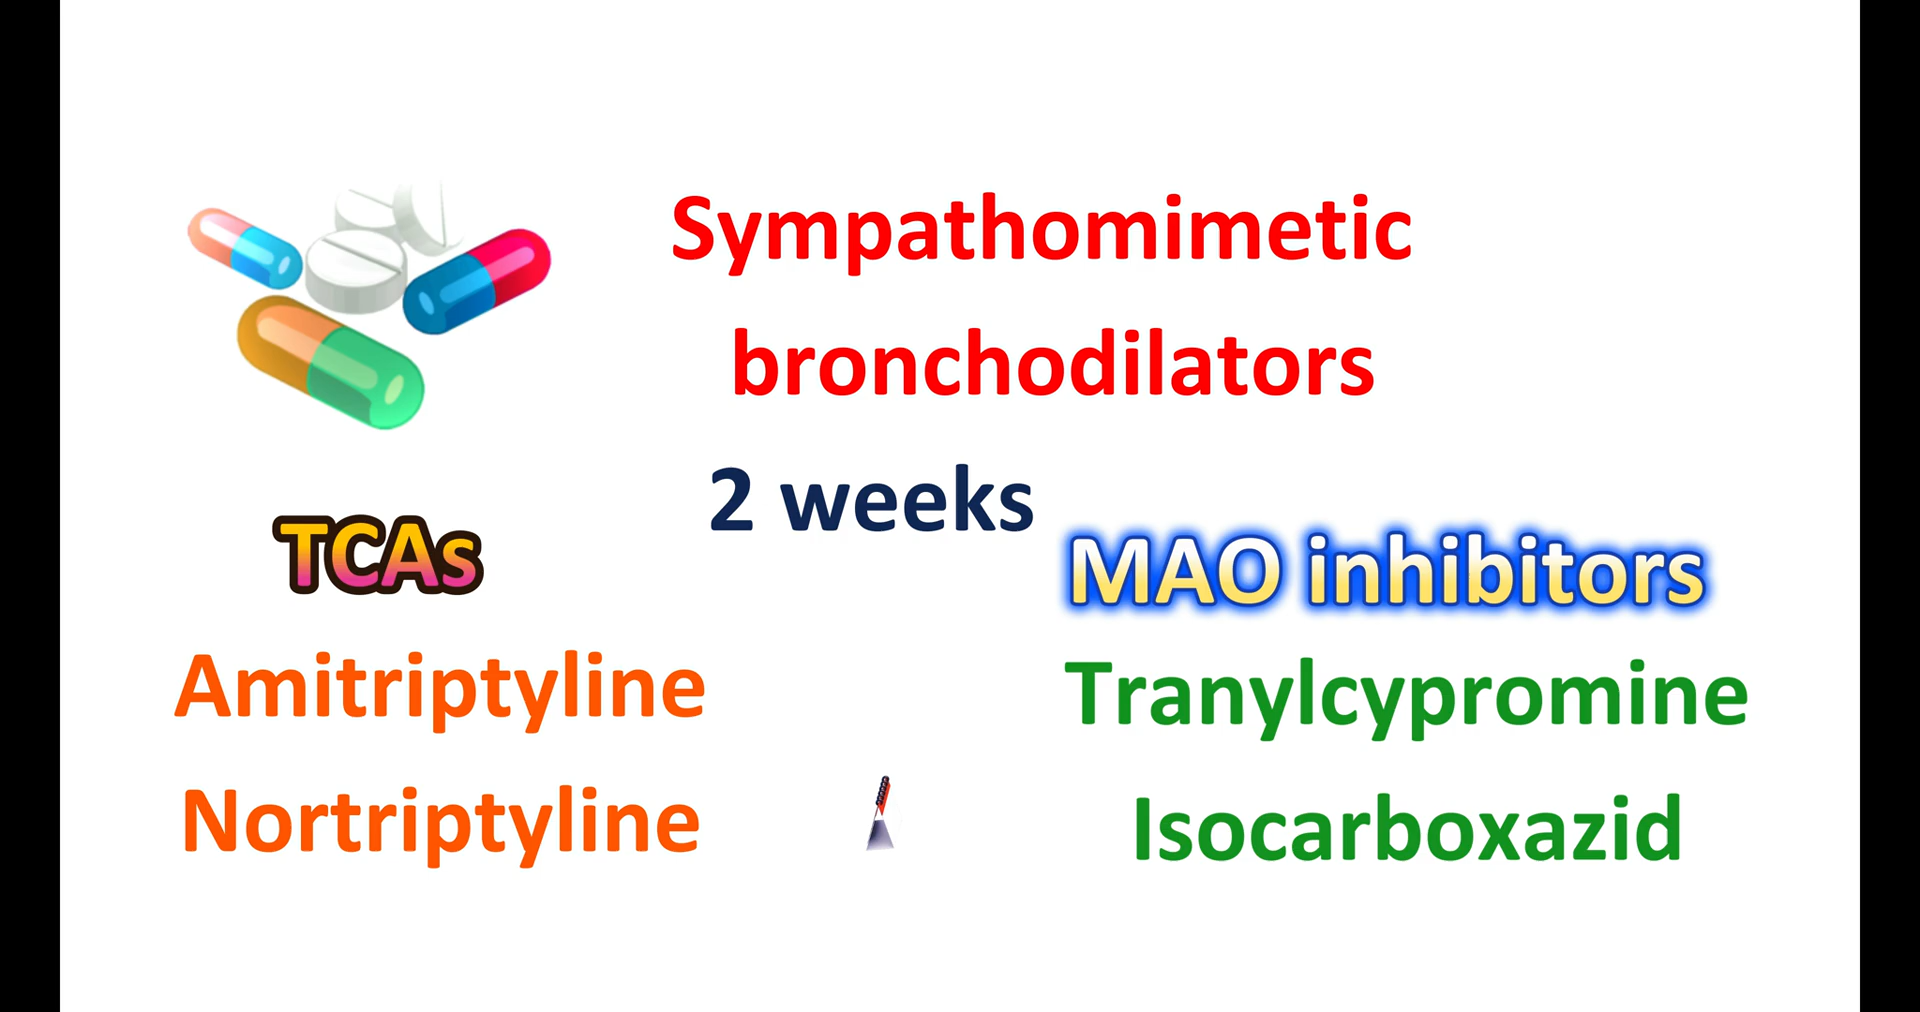 Sympathomimetic
bronchodilators
2 weeks
TCAs
Amitriptyline
Nortriptyline
MAO inhibitors
Tranylcypromine
Isocarboxazid